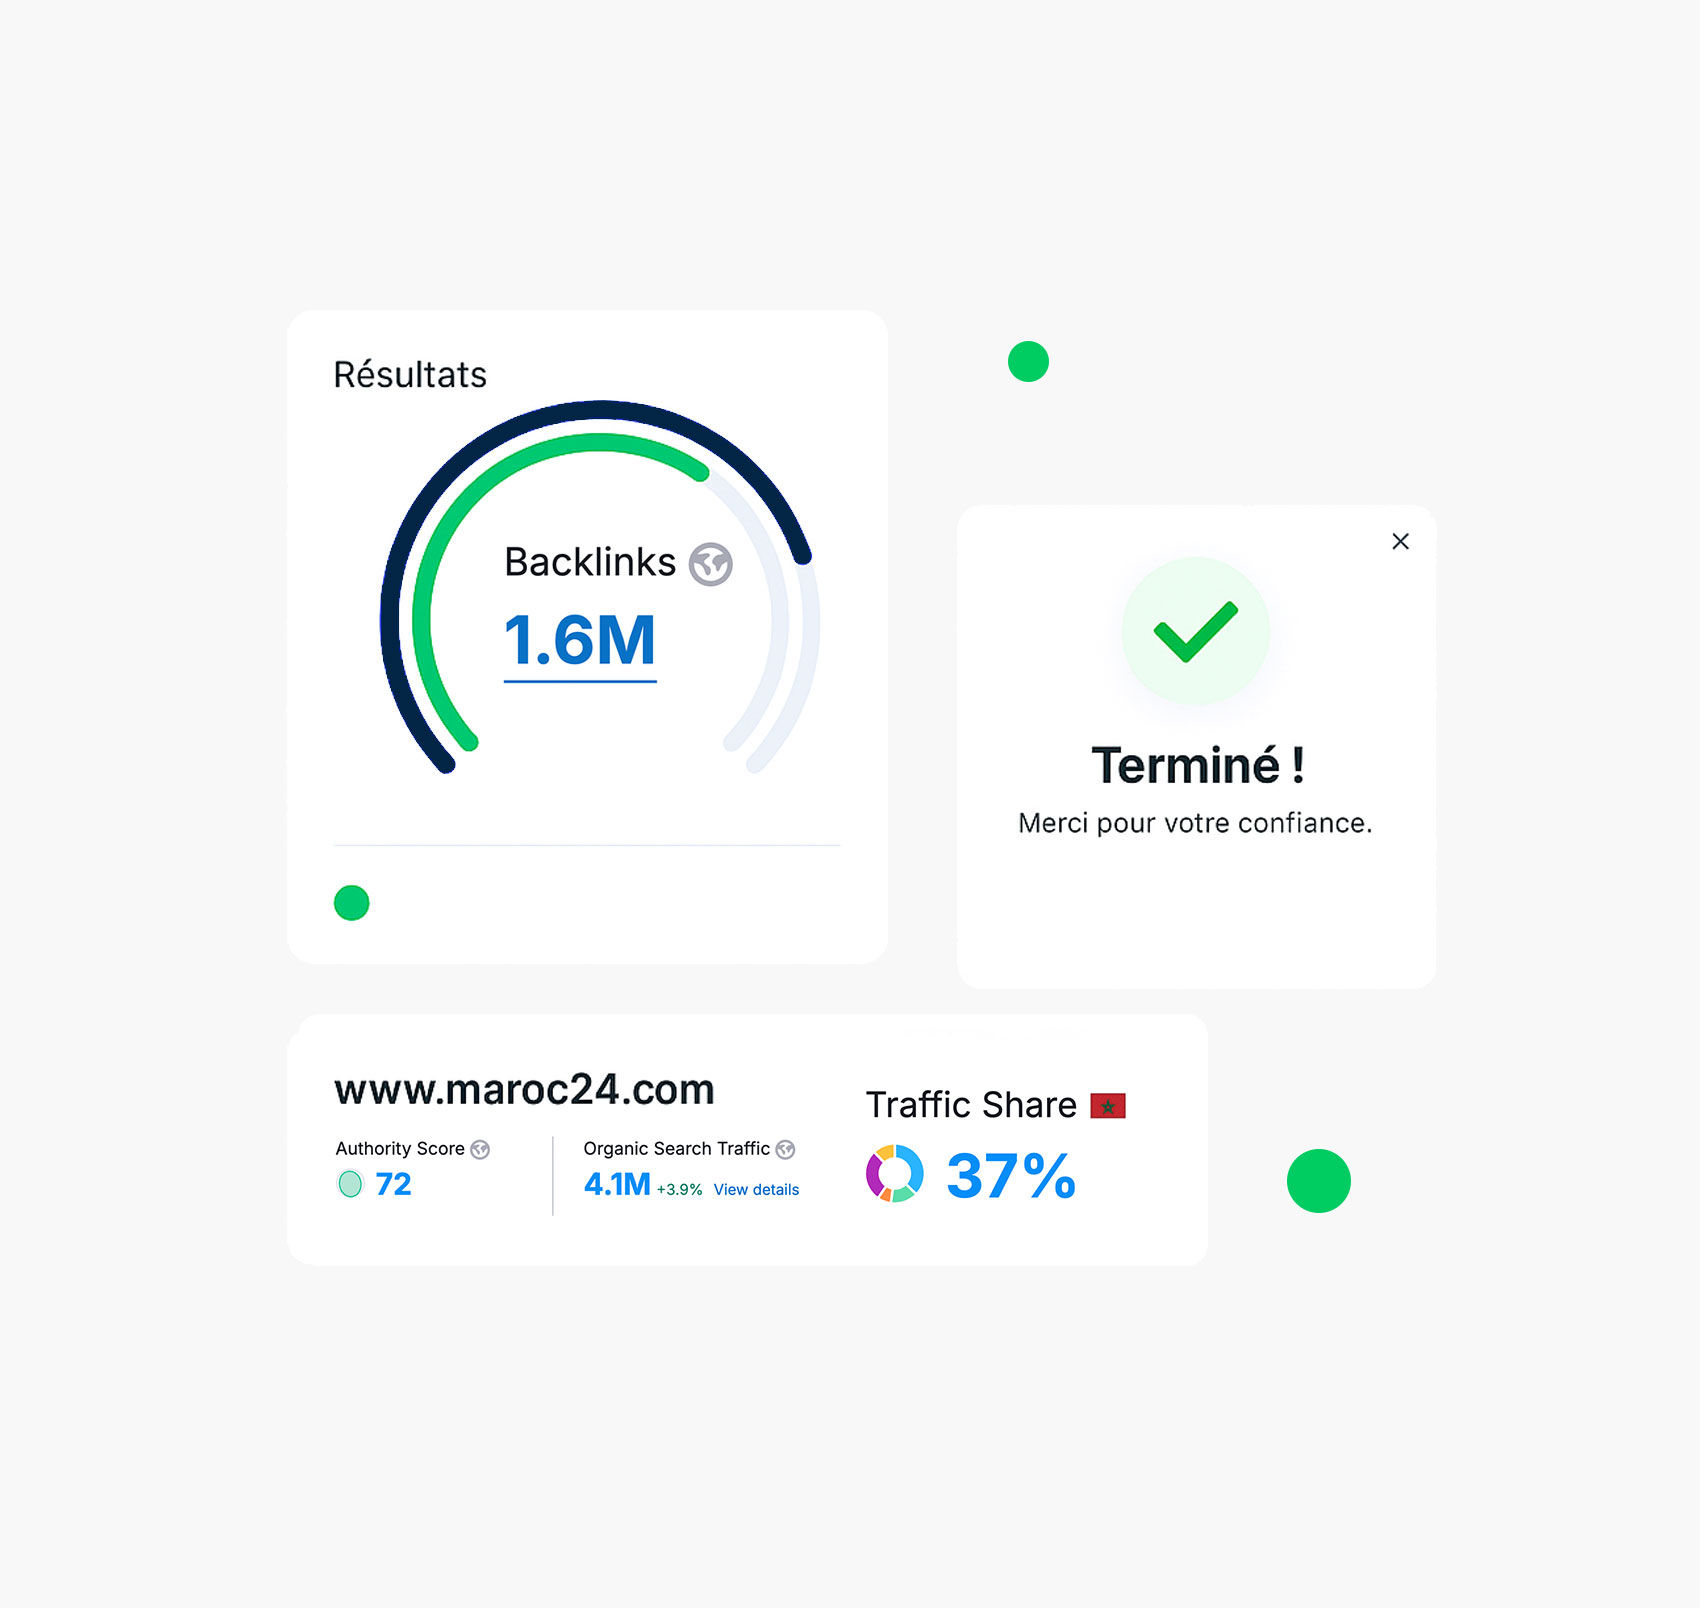 Résultats
Backlinks
1.6M
Terminé !
Merci pour votre confiance.
www.maroc24.com
Authority Score
72
Organic Search Traffic
4.1M +3.9% View details
Traffic Share
37%